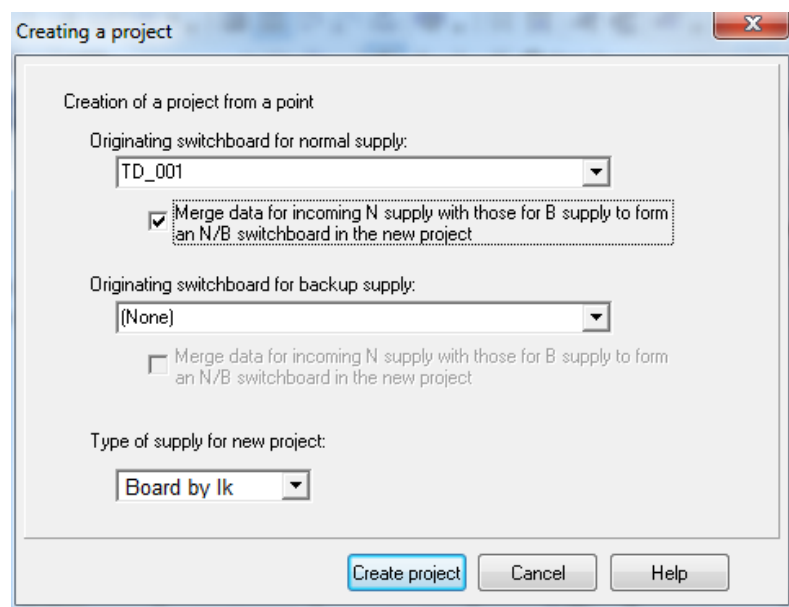 Creating a project
Creation of a project from a point
Originating switchboard for normal supply:
TD_001
Merge data for incoming N supply with those for B supply to form
an N/B switchboard in the new project
Originating switchboard for backup supply:
(None)
Merge data for incoming N supply with those for B supply to form
an N/B switchboard in the new project
Type of supply for new project:
Board by Ik
Create project
Cancel
Help